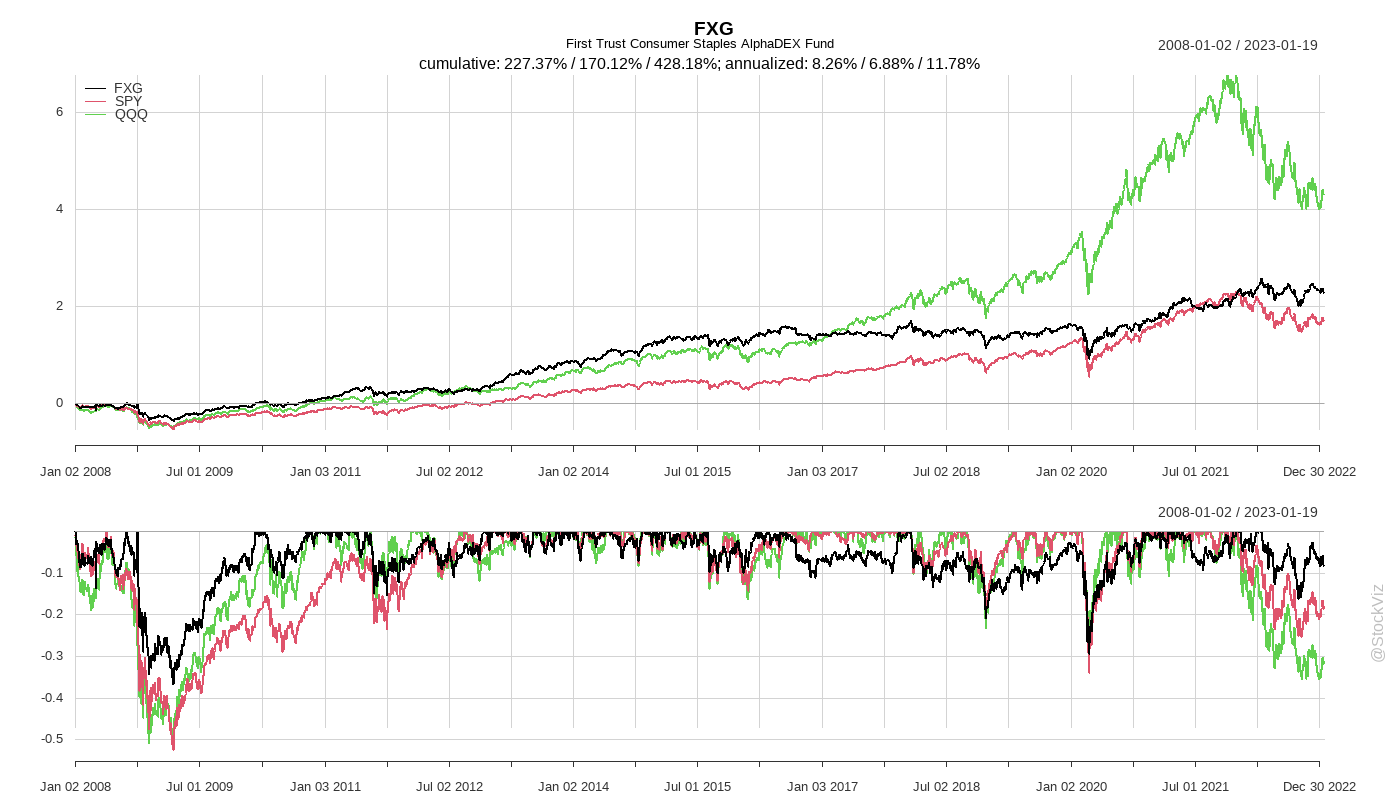 FXG
First Trust Consumer Staples AlphaDEX Fund
2008-01-02 / 2023-01-19
cumulative: 227.37% / 170.12% / 428.18%; annualized: 8.26% / 6.88% / 11.78%
FXG
SPY
QQQ
6
4
2
0
Jan 02 2008 Jul 01 2009 Jan 03 2011 Jul 02 2012 Jan 02 2014 Jul 01 2015 Jan 03 2017 Jul 02 2018 Jan 02 2020 Jul 01 2021 Dec 30 2022
2008-01-02 / 2023-01-19
-0.1
-0.2
-0.3
-0.4
-0.5
Jan 02 2008 Jul 01 2009 Jan 03 2011 Jul 02 2012 Jan 02 2014 Jul 01 2015 Jan 03 2017 Jul 02 2018 Jan 02 2020 Jul 01 2021 Dec 30 2022
@StockViz